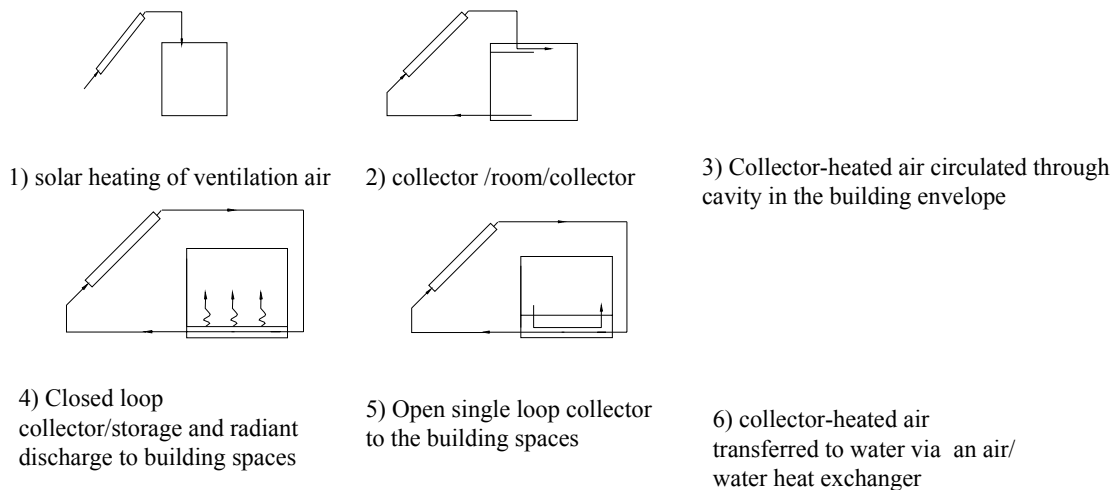 1) solar heating of ventilation air
2) collector /room/collector
3) Collector-heated air circulated through
cavity in the building envelope
4) Closed loop
collector/storage and radiant
discharge to building spaces
5) Open single loop collector
to the building spaces
6) collector-heated air
transferred to water via an air/
water heat exchanger